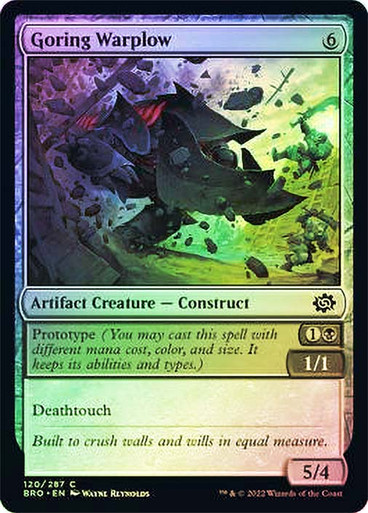 Goring Warplow 6
Artifact Creature — Construct
Prototype (You may cast this spell with
different mana cost, color, and size. It
keeps its abilities and types.)
1
1/1
Deathtouch
Built to crush walls and wills in equal measure.
5/4
120/287 C
BRO • EN Wayne Reynolds
™ & © 2022 Wizards of the Coast